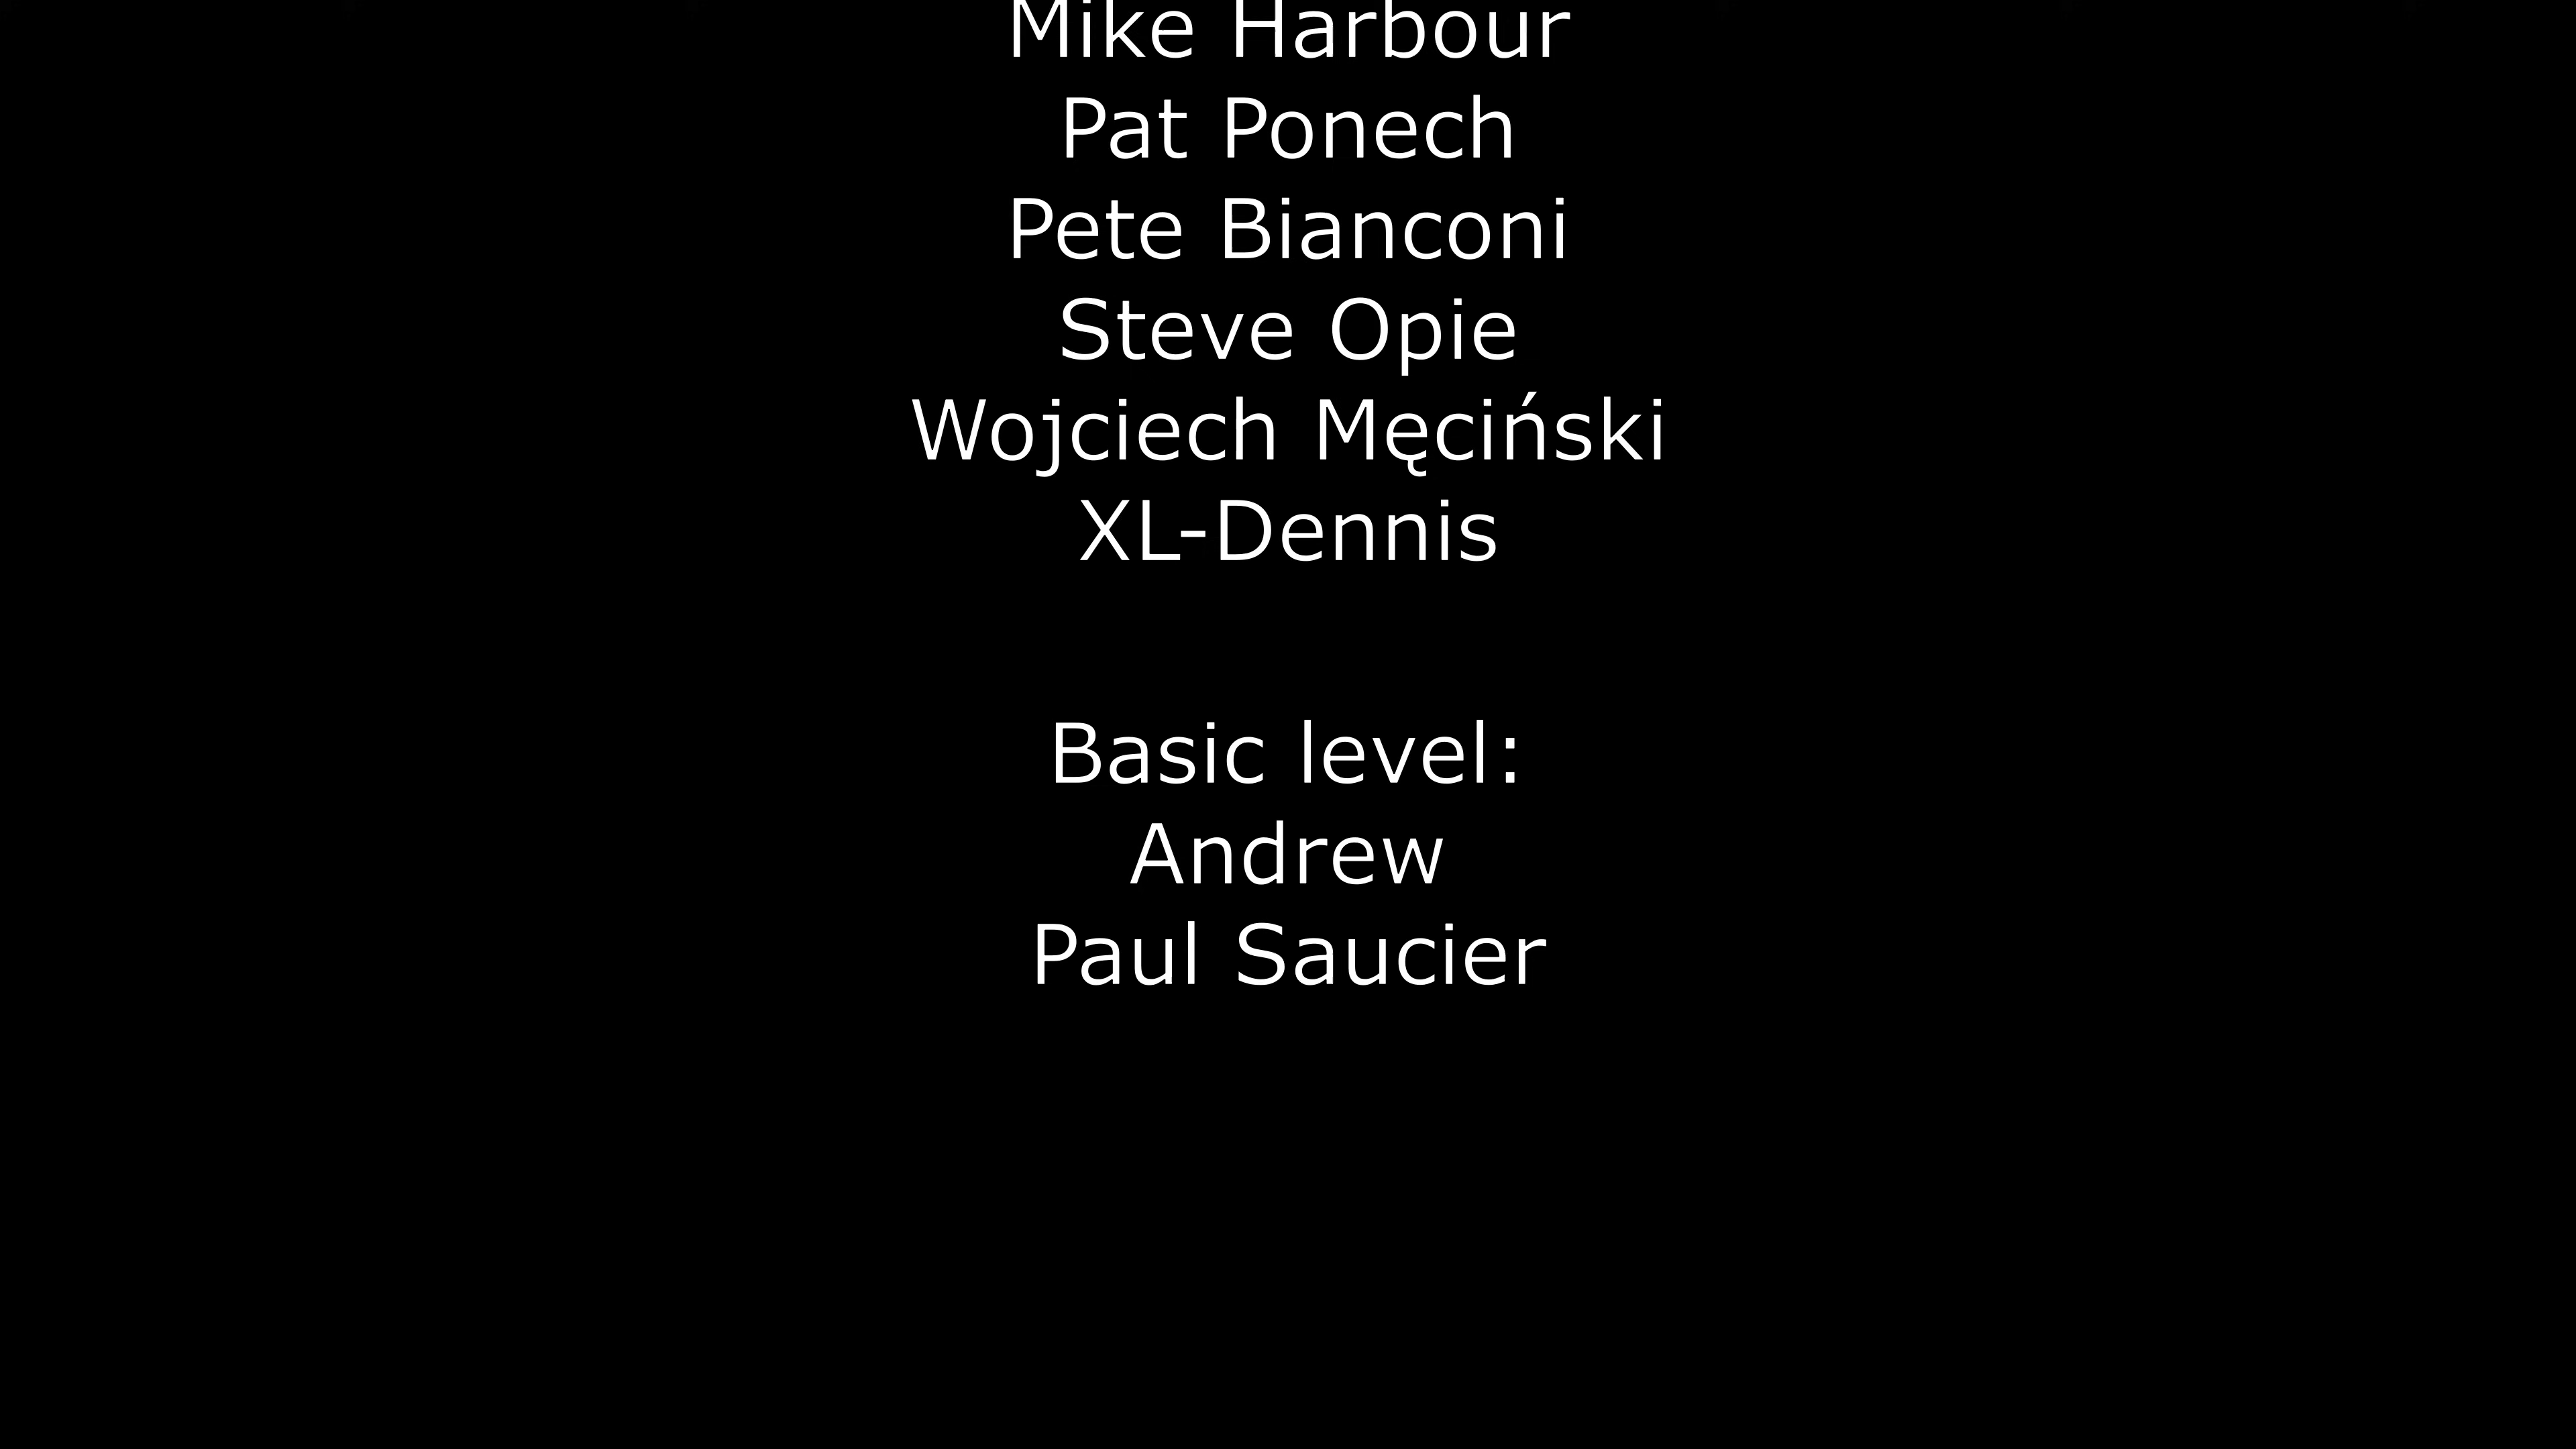 Mike Harbour
Pat Ponech
Pete Bianconi
Steve Opie
Wojciech Męciński
XL-Dennis
Basic level:
Andrew
Paul Saucier